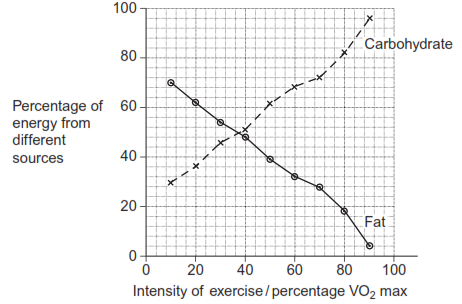 100
80
60
40
20
0
Percentage of
energy from
different
sources
Carbohydrate
Fat
0 20 40 60 80 100
Intensity of exercise / percentage VO₂ max